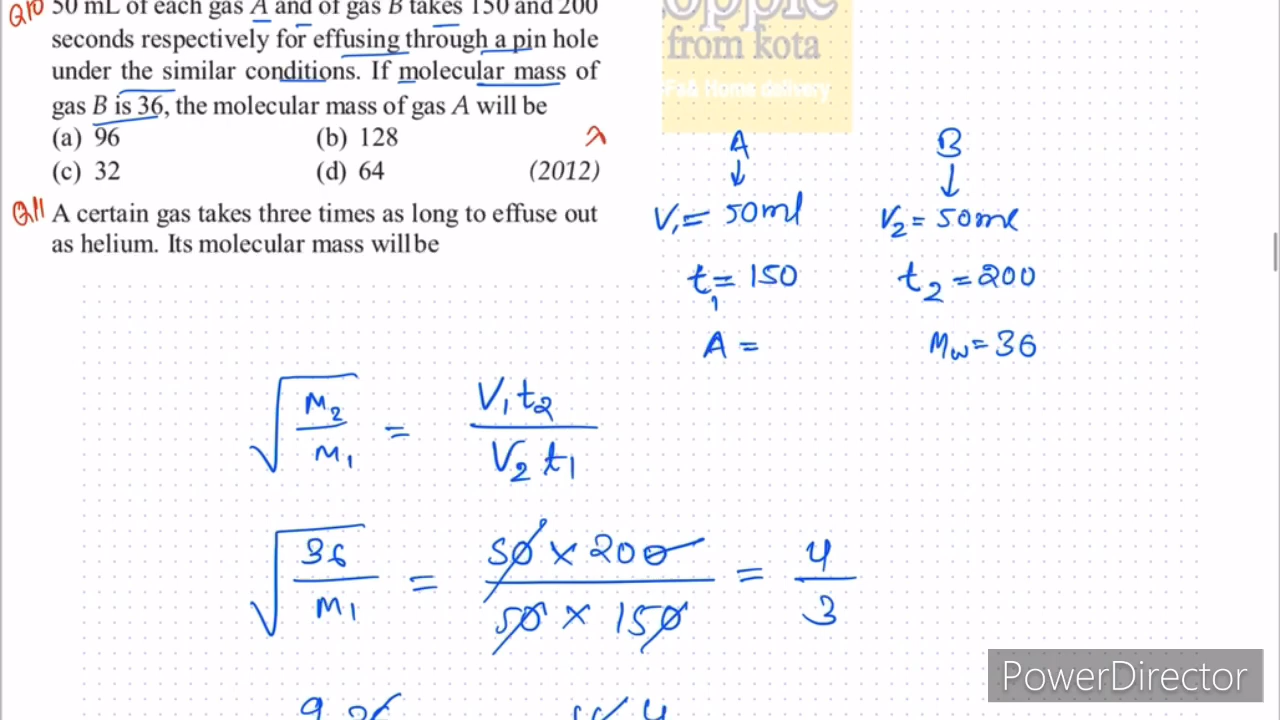 Q10 50 mL of each gas A and of gas B takes 150 and 200
seconds respectively for effusing through a pin hole
under the similar conditions. If molecular mass of
gas B is 36, the molecular mass of gas A will be
(a) 96 (b) 128
(c) 32 (d) 64 (2012)
Q11 A certain gas takes three times as long to effuse out
as helium. Its molecular mass will be
from kota
A B
↓ ↓
V₁ = 50ml V₂ = 50ml
t₁ = 150 t₂ = 200
A = Mw = 36
√(M₂/M₁) = V₁t₂/V₂t₁
√(36/M₁) = 50 × 200/50 × 150 = 4/3
PowerDirector